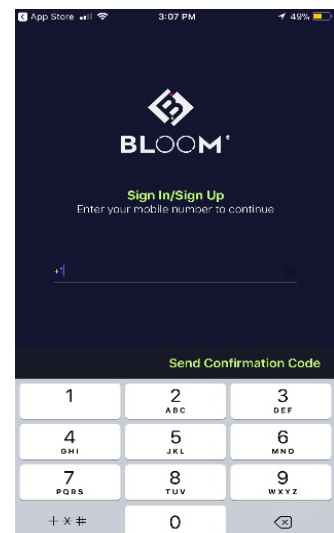 App Store 3:07 PM 49%
BLOOM
Sign In/Sign Up
Enter your mobile number to continue
+1
Send Confirmation Code
1 2 3
ABC DEF
4 5 6
GHI JKL MNO
7 8 9
PQRS TUV WXYZ
+ × # 0